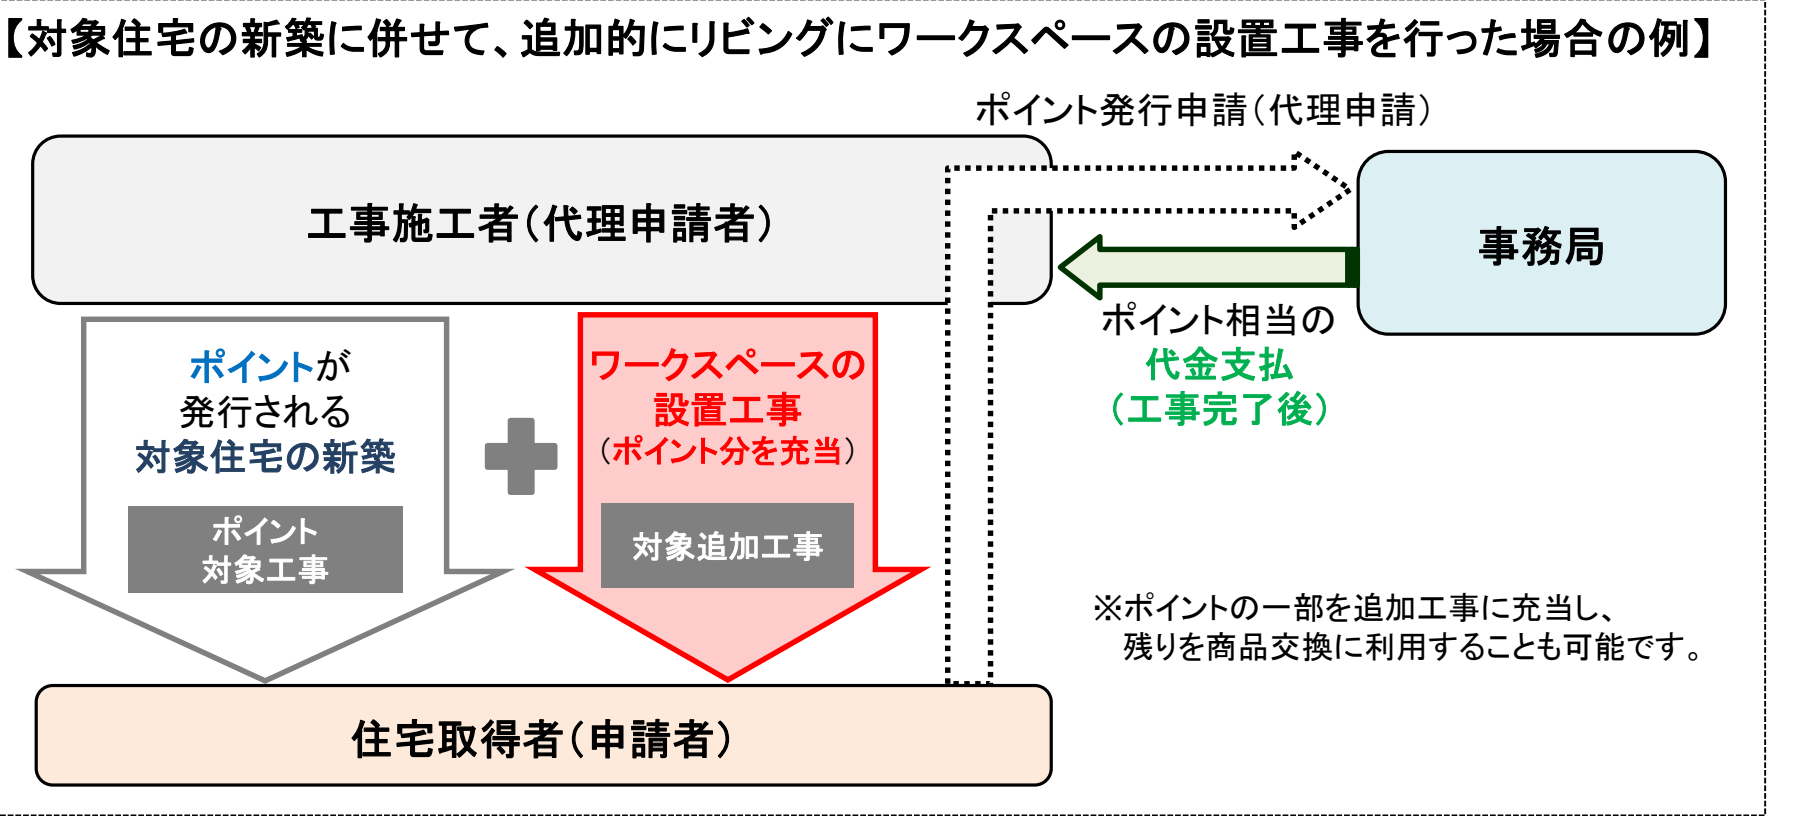 【対象住宅の新築に併せて、追加的にリビングにワークスペースの設置工事を行った場合の例】
ポイント発行申請（代理申請）
工事施工者（代理申請者）
事務局
ポイント相当の
代金支払
（工事完了後）
ポイントが
発行される
対象住宅の新築
ポイント
対象工事
ワークスペースの
設置工事
（ポイント分を充当）
対象追加工事
※ポイントの一部を追加工事に充当し、
残りを商品交換に利用することも可能です。
住宅取得者（申請者）